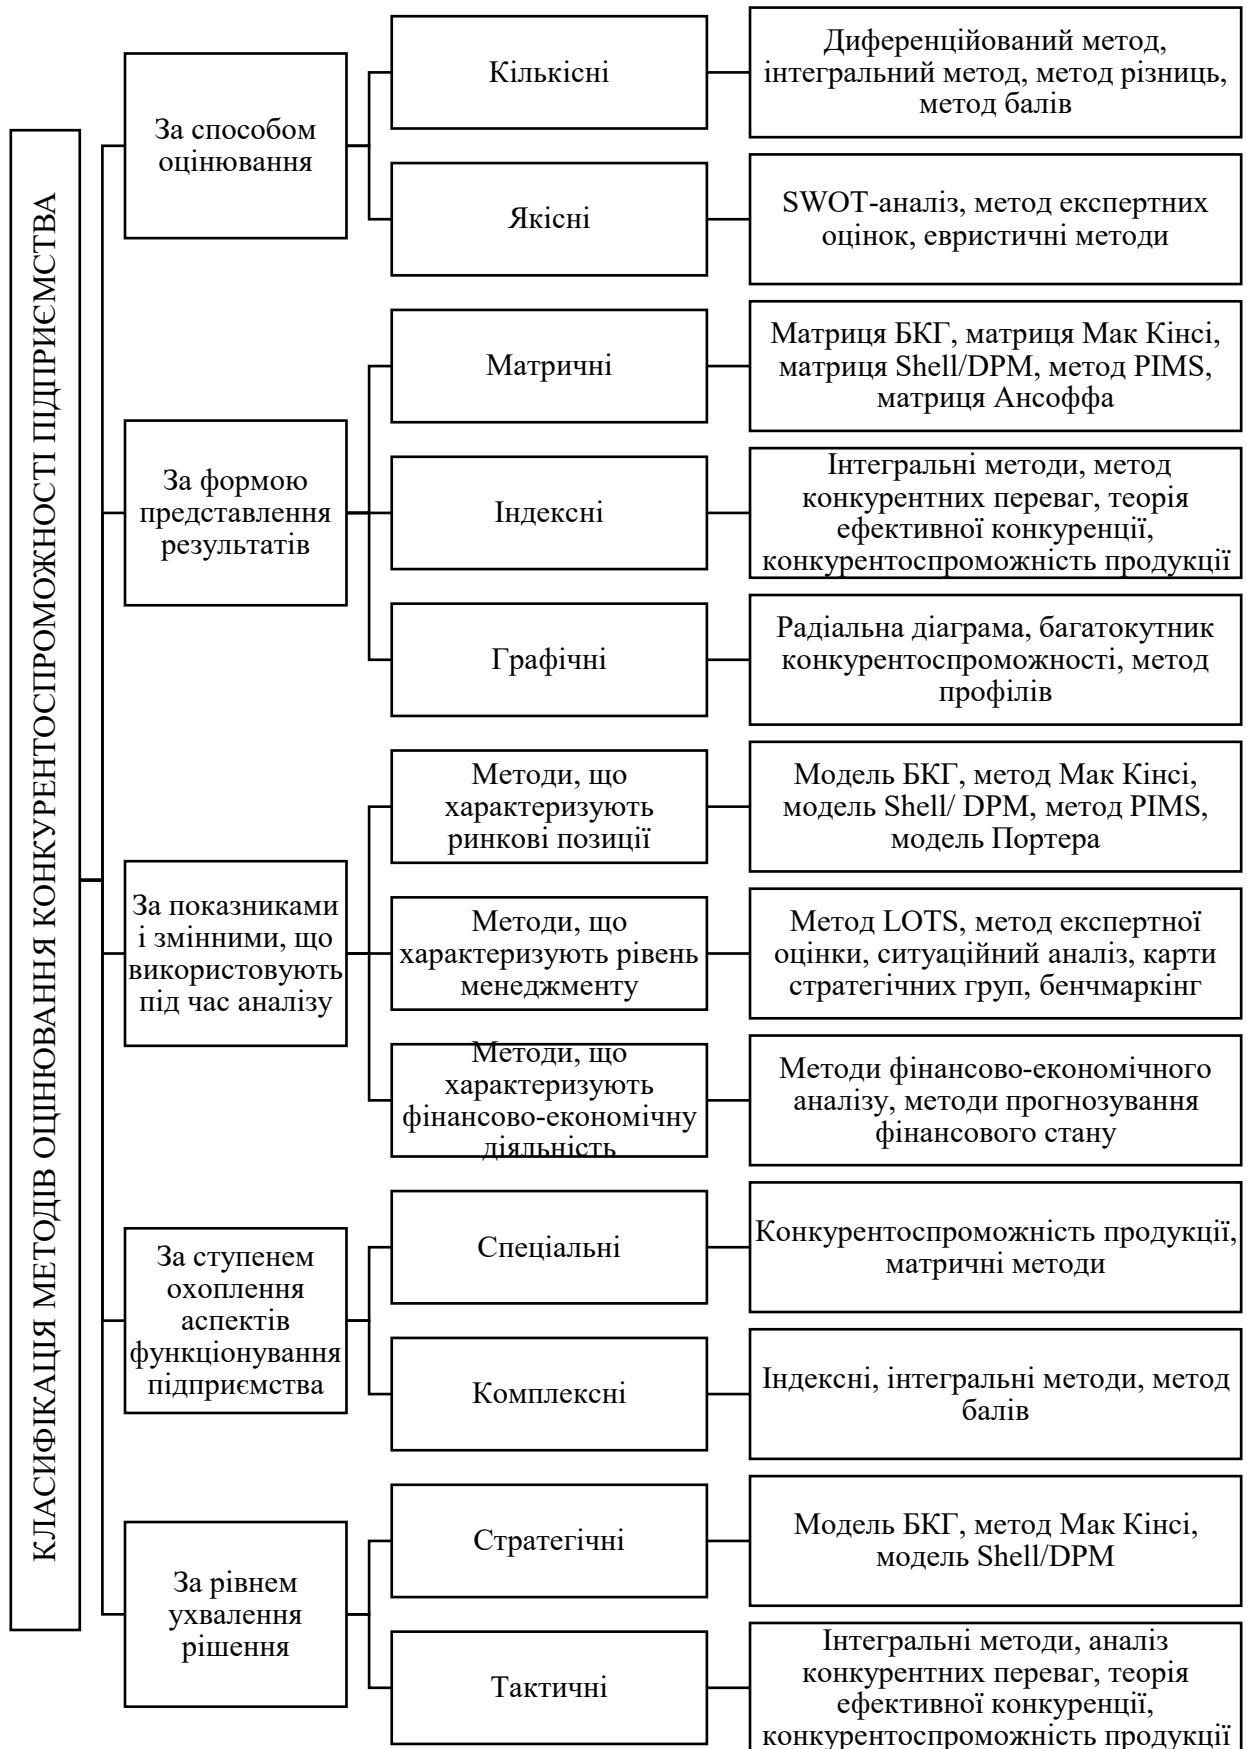 КЛАСИФІКАЦІЯ МЕТОДІВ ОЦІНЮВАННЯ КОНКУРЕНТОСПРОМОЖНОСТІ ПІДПРИЄМСТВА
За способом
оцінювання
Кількісні
Диференційований метод,
інтегральний метод, метод різниць,
метод балів
Якісні
SWOT-аналіз, метод експертних
оцінок, евристичні методи
За формою
представлення
результатів
Матричні
Матриця БКГ, матриця Мак Кінсі,
матриця Shell/DPM, метод PIMS,
матриця Ансоффа
Індексні
Інтегральні методи, метод
конкурентних переваг, теорія
ефективної конкуренції,
конкурентоспроможність продукції
Графічні
Радіальна діаграма, багатокутник
конкурентоспроможності, метод
профілів
За показниками
і змінними, що
використовують
під час аналізу
Методи, що
характеризують
ринкові позиції
Модель БКГ, метод Мак Кінсі,
модель Shell/ DPM, метод PIMS,
модель Портера
Методи, що
характеризують рівень
менеджменту
Метод LOTS, метод експертної
оцінки, ситуаційний аналіз, карти
стратегічних груп, бенчмаркінг
Методи, що
характеризують
фінансово-економічну
діяльність
Методи фінансово-економічного
аналізу, методи прогнозування
фінансового стану
За ступенем
охоплення
аспектів
функціонування
підприємства
Спеціальні
Конкурентоспроможність продукції,
матричні методи
Комплексні
Індексні, інтегральні методи, метод
балів
За рівнем
ухвалення
рішення
Стратегічні
Модель БКГ, метод Мак Кінсі,
модель Shell/DPM
Тактичні
Інтегральні методи, аналіз
конкурентних переваг, теорія
ефективної конкуренції,
конкурентоспроможність продукції